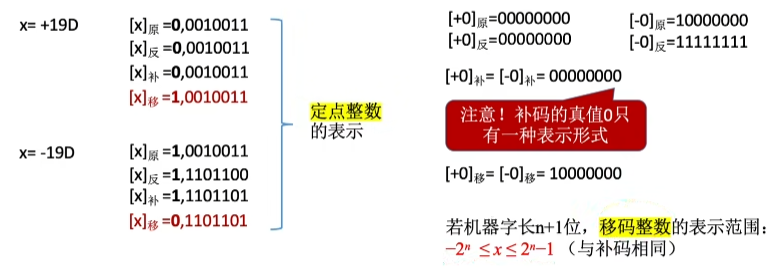 x= +19D
[x]原 =0,0010011
[x]反 =0,0010011
[x]补 =0,0010011
[x]移 =1,0010011
x= -19D
[x]原 =1,0010011
[x]反 =1,1101100
[x]补 =1,1101101
[x]移 =0,1101101
定点整数
的表示
[+0]原=00000000 [-0]原=10000000
[+0]反=00000000 [-0]反=11111111
[+0]补= [-0]补= 00000000
注意！补码的真值0只
有一种表示形式
[+0]移= [-0]移= 10000000
若机器字长n+1位，移码整数的表示范围：
−2ⁿ ≤x ≤ 2ⁿ−1 （与补码相同）